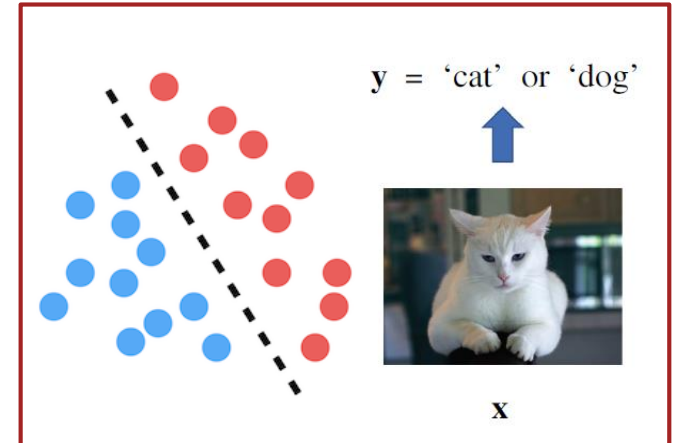 y = ‘cat’ or ‘dog’
x